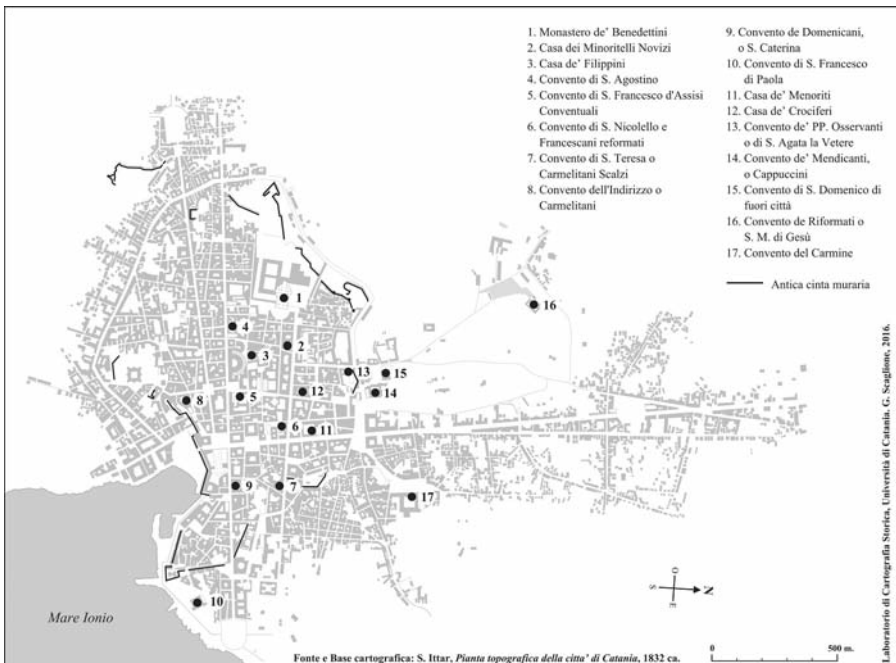 1. Monastero de' Benedettini
2. Casa dei Minoritelli Novizi
3. Casa de' Filippini
4. Convento di S. Agostino
5. Convento di S. Francesco d'Assisi
Conventuali
6. Convento di S. Nicolello e
Francescani reformati
7. Convento di S. Teresa o
Carmelitani Scalzi
8. Convento dell'Indirizzo o
Carmelitani
9. Convento de Domenicani,
o S. Caterina
10. Convento di S. Francesco
di Paola
11. Casa de' Menoriti
12. Casa de' Crociferi
13. Convento de' PP. Osservanti
o di S. Agata la Vetere
14. Convento de' Mendicanti,
o Cappuccini
15. Convento di S. Domenico di
fuori città
16. Convento de Riformati o
S. M. di Gesù
17. Convento del Carmine
Antica cinta muraria
1
16
4
2
3
13
15
12
14
8
5
6
11
9
7
17
10
Mare Ionio
O
S
N
E
0
500 m.
Fonte e Base cartografica: S. Ittar, Pianta topografica della citta' di Catania, 1832 ca.
Laboratorio di Cartografia Storica, Università di Catania. G. Scaglione, 2016.